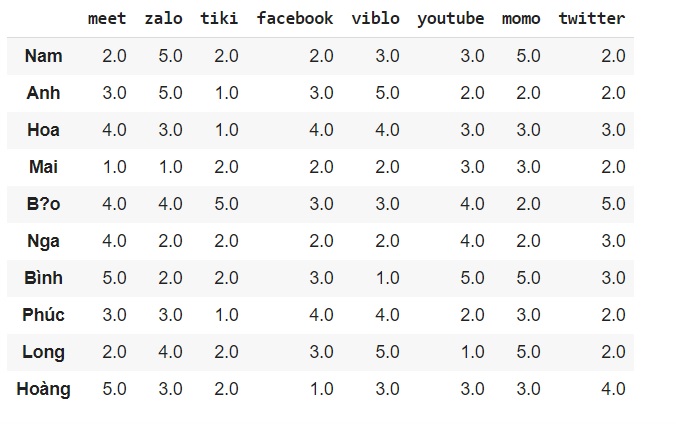 meet zalo tiki facebook viblo youtube momo twitter
Nam 2.0 5.0 2.0 2.0 3.0 3.0 5.0 2.0
Anh 3.0 5.0 1.0 3.0 5.0 2.0 2.0 2.0
Hoa 4.0 3.0 1.0 4.0 4.0 3.0 3.0 3.0
Mai 1.0 1.0 2.0 2.0 2.0 3.0 3.0 2.0
B?o 4.0 4.0 5.0 3.0 3.0 4.0 2.0 5.0
Nga 4.0 2.0 2.0 2.0 2.0 4.0 2.0 3.0
Bình 5.0 2.0 2.0 3.0 1.0 5.0 5.0 3.0
Phúc 3.0 3.0 1.0 4.0 4.0 2.0 3.0 2.0
Long 2.0 4.0 2.0 3.0 5.0 1.0 5.0 2.0
Hoàng 5.0 3.0 2.0 1.0 3.0 3.0 3.0 4.0